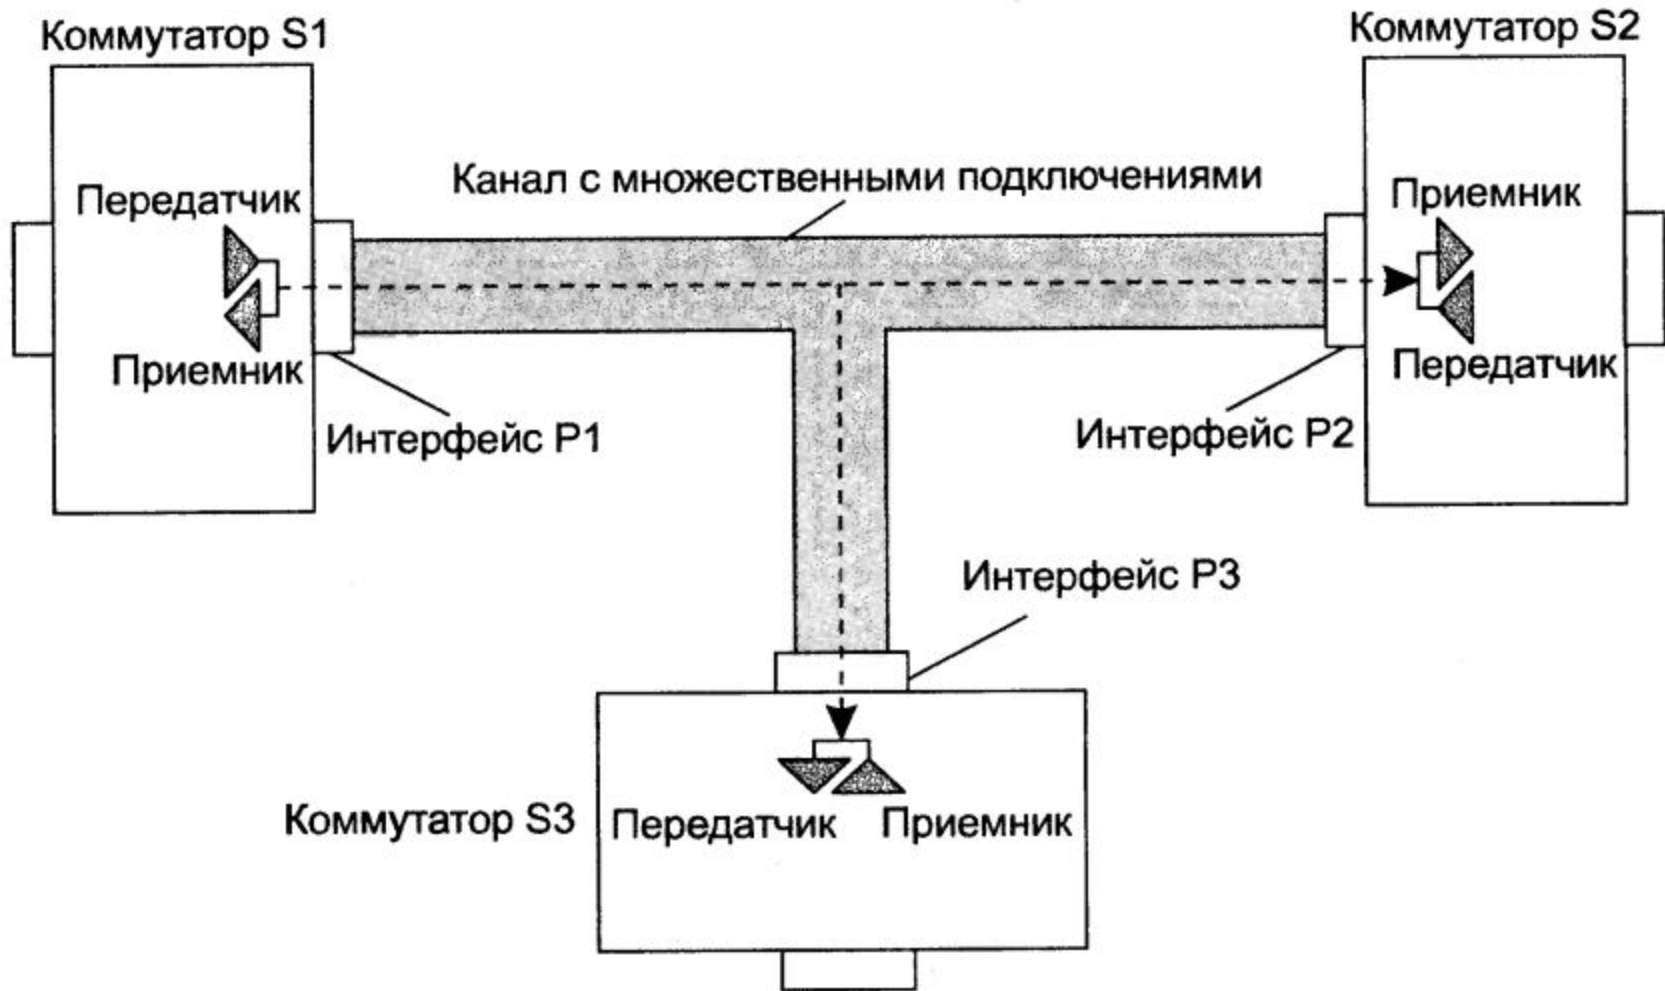 Коммутатор S1
Коммутатор S2
Канал с множественными подключениями
Передатчик
Приемник
Приемник
Передатчик
Интерфейс P1
Интерфейс P2
Интерфейс P3
Коммутатор S3
Передатчик
Приемник